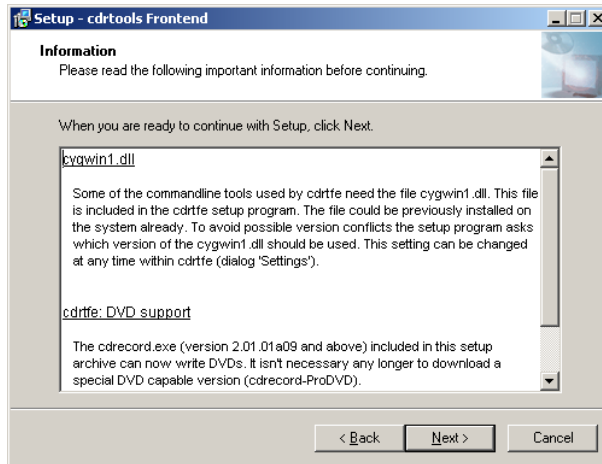 Setup - cdrtools Frontend
Information
Please read the following important information before continuing.
When you are ready to continue with Setup, click Next.
cygwin1.dll
Some of the commandline tools used by cdrtfe need the file cygwin1.dll. This file
is included in the cdrtfe setup program. The file could be previously installed on
the system already. To avoid possible version conflicts the setup program asks
which version of the cygwin1.dll should be used. This setting can be changed
at any time within cdrtfe (dialog 'Settings').
cdrtfe: DVD support
The cdrecord.exe (version 2.01.01a09 and above) included in this setup
archive can now write DVDs. It isn't necessary any longer to download a
special DVD capable version (cdrecord-ProDVD).
< Back
Next >
Cancel